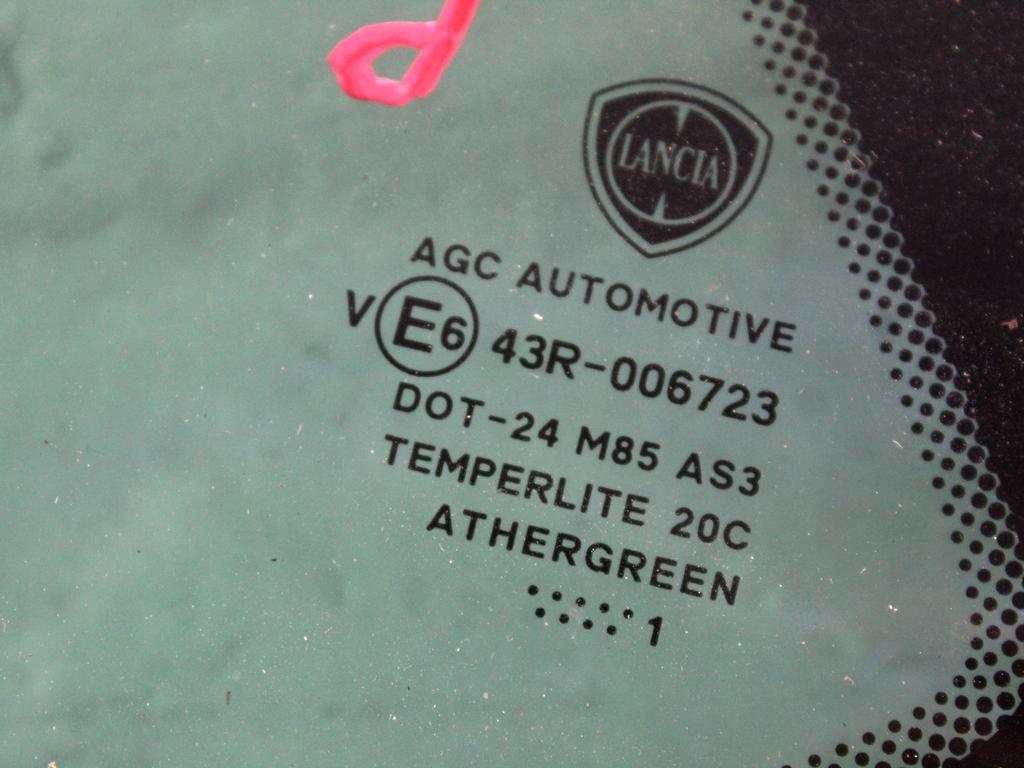 LANCIA
AGC AUTOMOTIVE
V E6 43R-006723
DOT-24 M85 AS3
TEMPERLITE 20C
ATHERGREEN
1